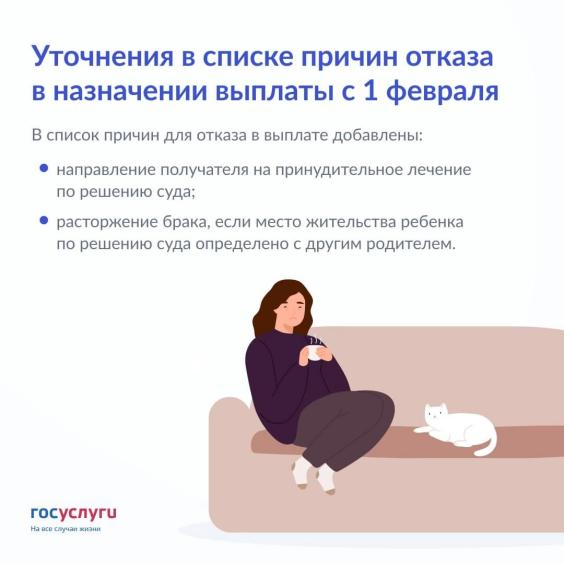 Уточнения в списке причин отказа
в назначении выплаты с 1 февраля
В список причин для отказа в выплате добавлены:
направление получателя на принудительное лечение
по решению суда;
расторжение брака, если место жительства ребенка
по решению суда определено с другим родителем.
госуслуги
На все случаи жизни